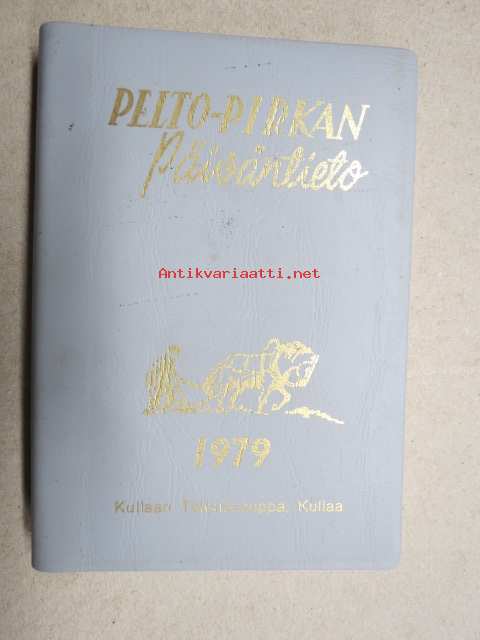 PELTO-PIRKAN
Päiväntieto
Antikvariaatti.net
1979
Kullaan Kullaa